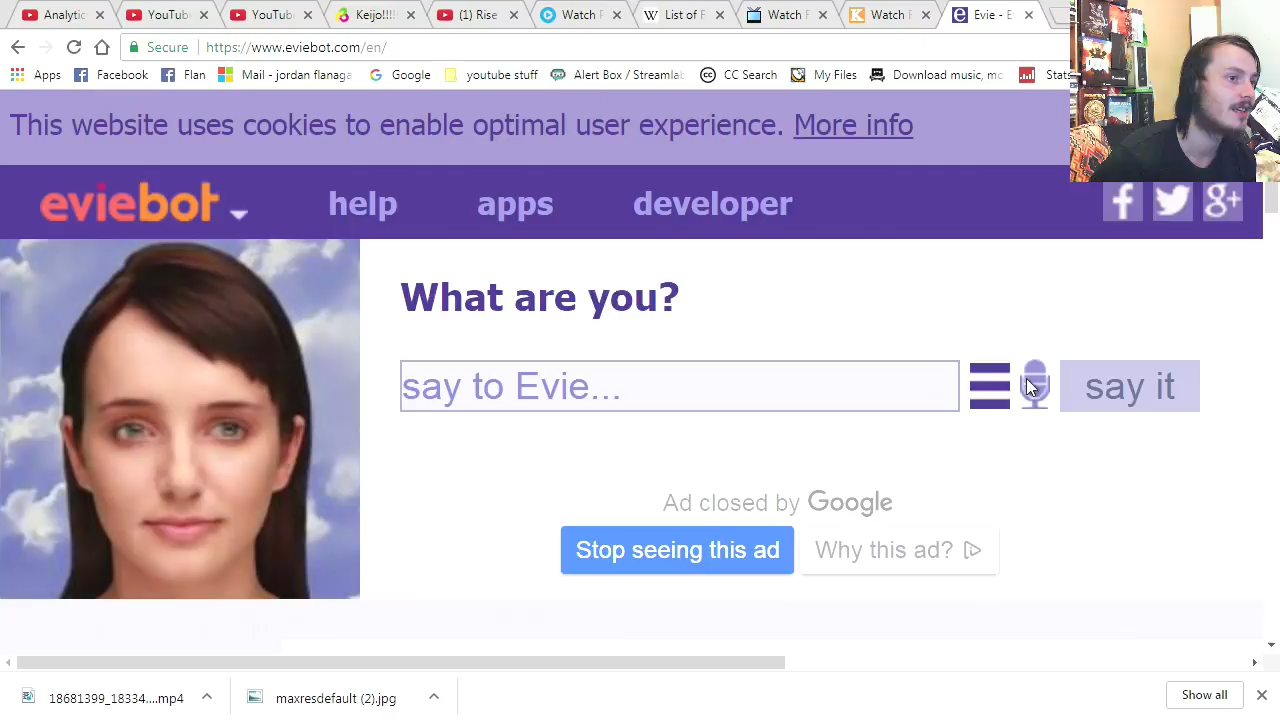 Analytic
YouTube
YouTube
Keijo!!!!
(1) Rise
Watch F
List of F
Watch F
Watch F
Evie - E
Secure
https://www.eviebot.com/en/
Apps
Facebook
Flan
Mail - jordan flanaga
Google
youtube stuff
Alert Box / Streamlab
CC Search
My Files
Download music, mo
Stats
This website uses cookies to enable optimal user experience. More info
eviebot
help
apps
developer
What are you?
say to Evie...
say it
Ad closed by Google
Stop seeing this ad
Why this ad?
18681399_18334....mp4
maxresdefault (2).jpg
Show all